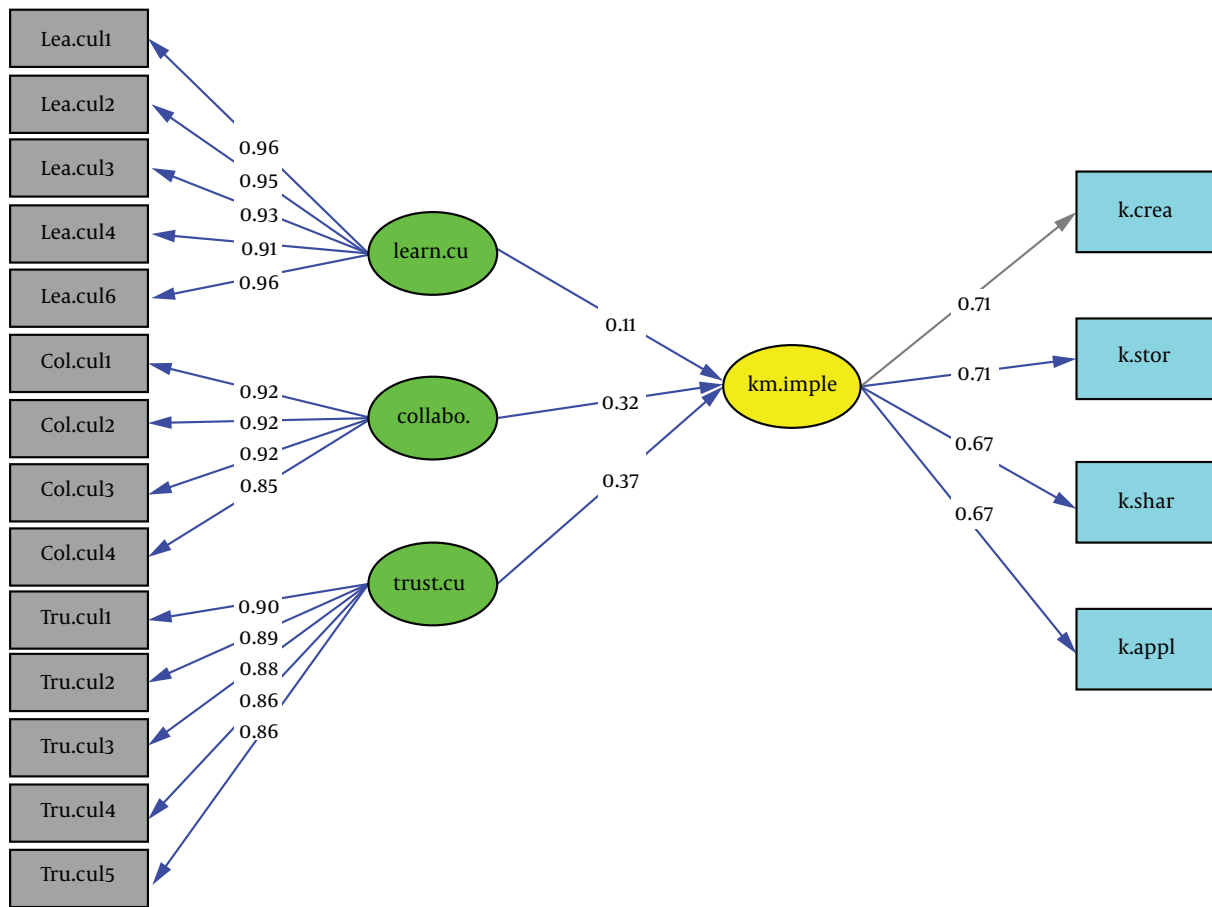 Lea.cul1
Lea.cul2
Lea.cul3
Lea.cul4
Lea.cul6
Col.cul1
Col.cul2
Col.cul3
Col.cul4
Tru.cul1
Tru.cul2
Tru.cul3
Tru.cul4
Tru.cul5
0.96
0.95
0.93
0.91
0.96
0.92
0.92
0.92
0.85
0.90
0.89
0.88
0.86
0.86
learn.cu
collabo.
trust.cu
0.11
0.32
0.37
km.imple
0.71
0.71
0.67
0.67
k.crea
k.stor
k.shar
k.appl